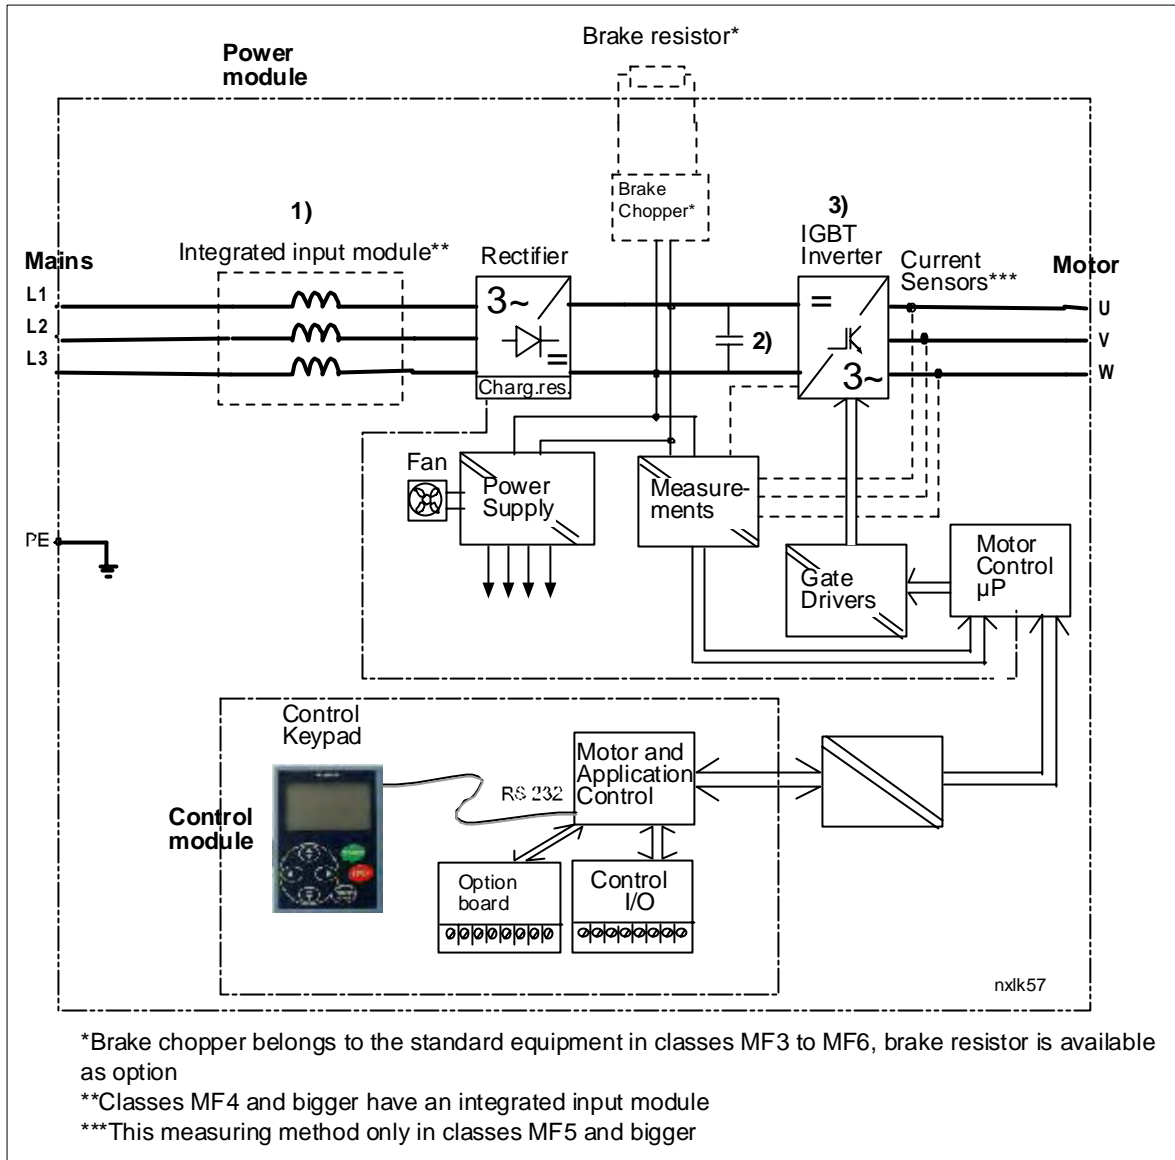 Brake resistor*
Power
module
Brake
Chopper*
1)
3)
Integrated input module**
Rectifier
IGBT
Inverter
Current
Sensors***
Mains
Motor
L1
L2
L3
3~
=
=
3~
2)
U
V
W
Charg.res.
Fan
Power
Supply
Measure-
ments
PE
Gate
Drivers
Motor
Control
µP
Control
Keypad
Motor and
Application
Control
RS 232
Control
module
Option
board
Control
I/O
nxlk57
*Brake chopper belongs to the standard equipment in classes MF3 to MF6, brake resistor is available
as option
**Classes MF4 and bigger have an integrated input module
***This measuring method only in classes MF5 and bigger